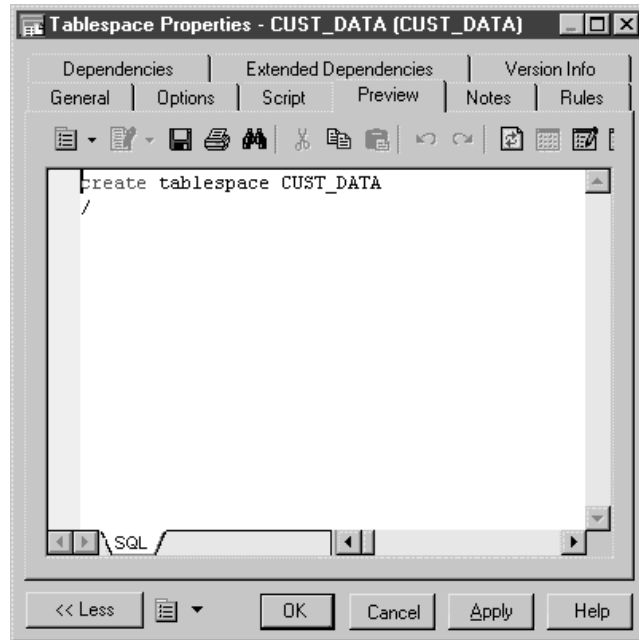 Tablespace Properties - CUST_DATA (CUST_DATA)
Dependencies Extended Dependencies Version Info
General Options Script Preview Notes Rules
create tablespace CUST_DATA
/
SQL
<< Less OK Cancel Apply Help